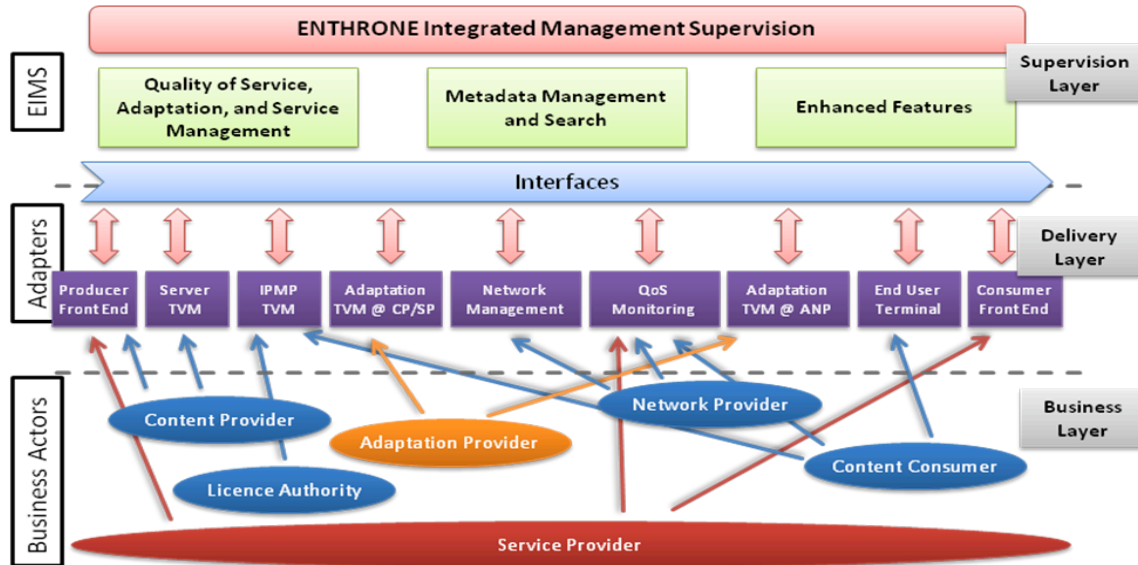 ENTHRONE Integrated Management Supervision
EIMS
Supervision
Layer
Quality of Service,
Adaptation, and Service
Management
Metadata Management
and Search
Enhanced Features
Interfaces
Adapters
Delivery
Layer
Producer
Front End
Server
TVM
IPMP
TVM
Adaptation
TVM @ CP/SP
Network
Management
QoS
Monitoring
Adaptation
TVM @ ANP
End User
Terminal
Consumer
Front End
Business Actors
Business
Layer
Content Provider
Network Provider
Adaptation Provider
Content Consumer
Licence Authority
Service Provider